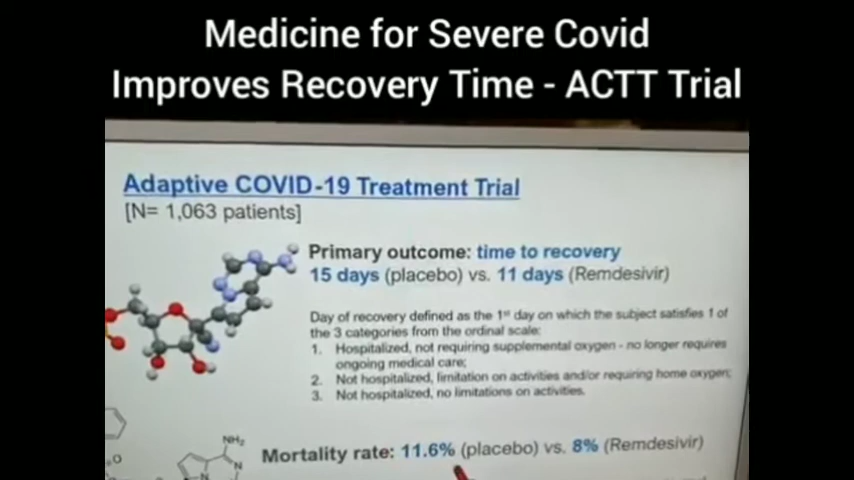 Medicine for Severe Covid
Improves Recovery Time - ACTT Trial
Adaptive COVID-19 Treatment Trial
[N= 1,063 patients]
Primary outcome: time to recovery
15 days (placebo) vs. 11 days (Remdesivir)
Day of recovery defined as the 1st day on which the subject satisfies 1 of
the 3 categories from the ordinal scale:
1. Hospitalized, not requiring supplemental oxygen - no longer requires
ongoing medical care;
2. Not hospitalized, limitation on activities and/or requiring home oxygen;
3. Not hospitalized, no limitations on activities.
NH₂
N
O
N
Mortality rate: 11.6% (placebo) vs. 8% (Remdesivir)